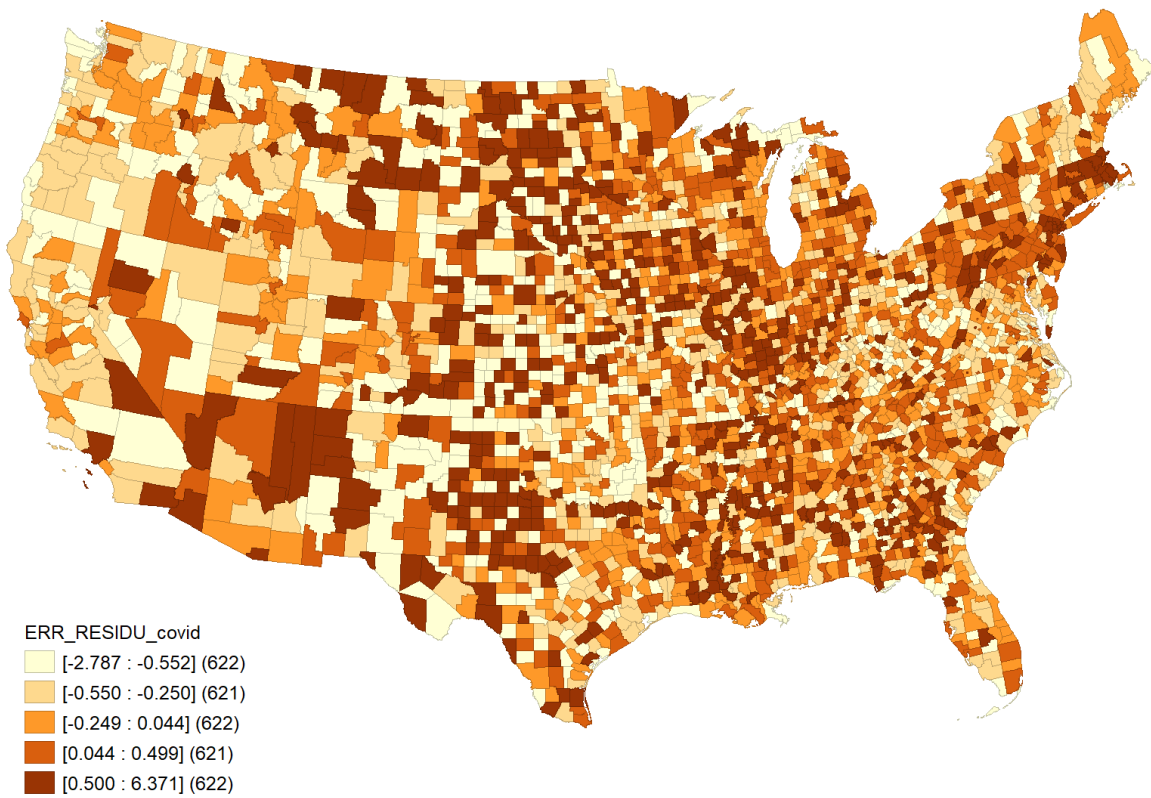 ERR_RESIDU_covid
[-2.787 : -0.552] (622)
[-0.550 : -0.250] (621)
[-0.249 : 0.044] (622)
[0.044 : 0.499] (621)
[0.500 : 6.371] (622)